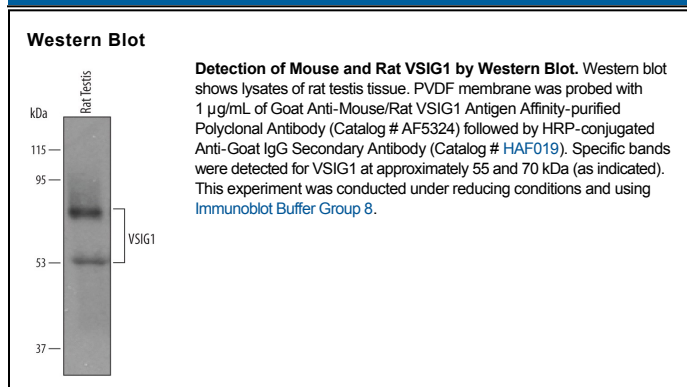 Western Blot
Rat Testis
kDa
115
95
53
37
VSIG1
Detection of Mouse and Rat VSIG1 by Western Blot. Western blot
shows lysates of rat testis tissue. PVDF membrane was probed with
1 µg/mL of Goat Anti-Mouse/Rat VSIG1 Antigen Affinity-purified
Polyclonal Antibody (Catalog # AF5324) followed by HRP-conjugated
Anti-Goat IgG Secondary Antibody (Catalog # HAF019). Specific bands
were detected for VSIG1 at approximately 55 and 70 kDa (as indicated).
This experiment was conducted under reducing conditions and using
Immunoblot Buffer Group 8.